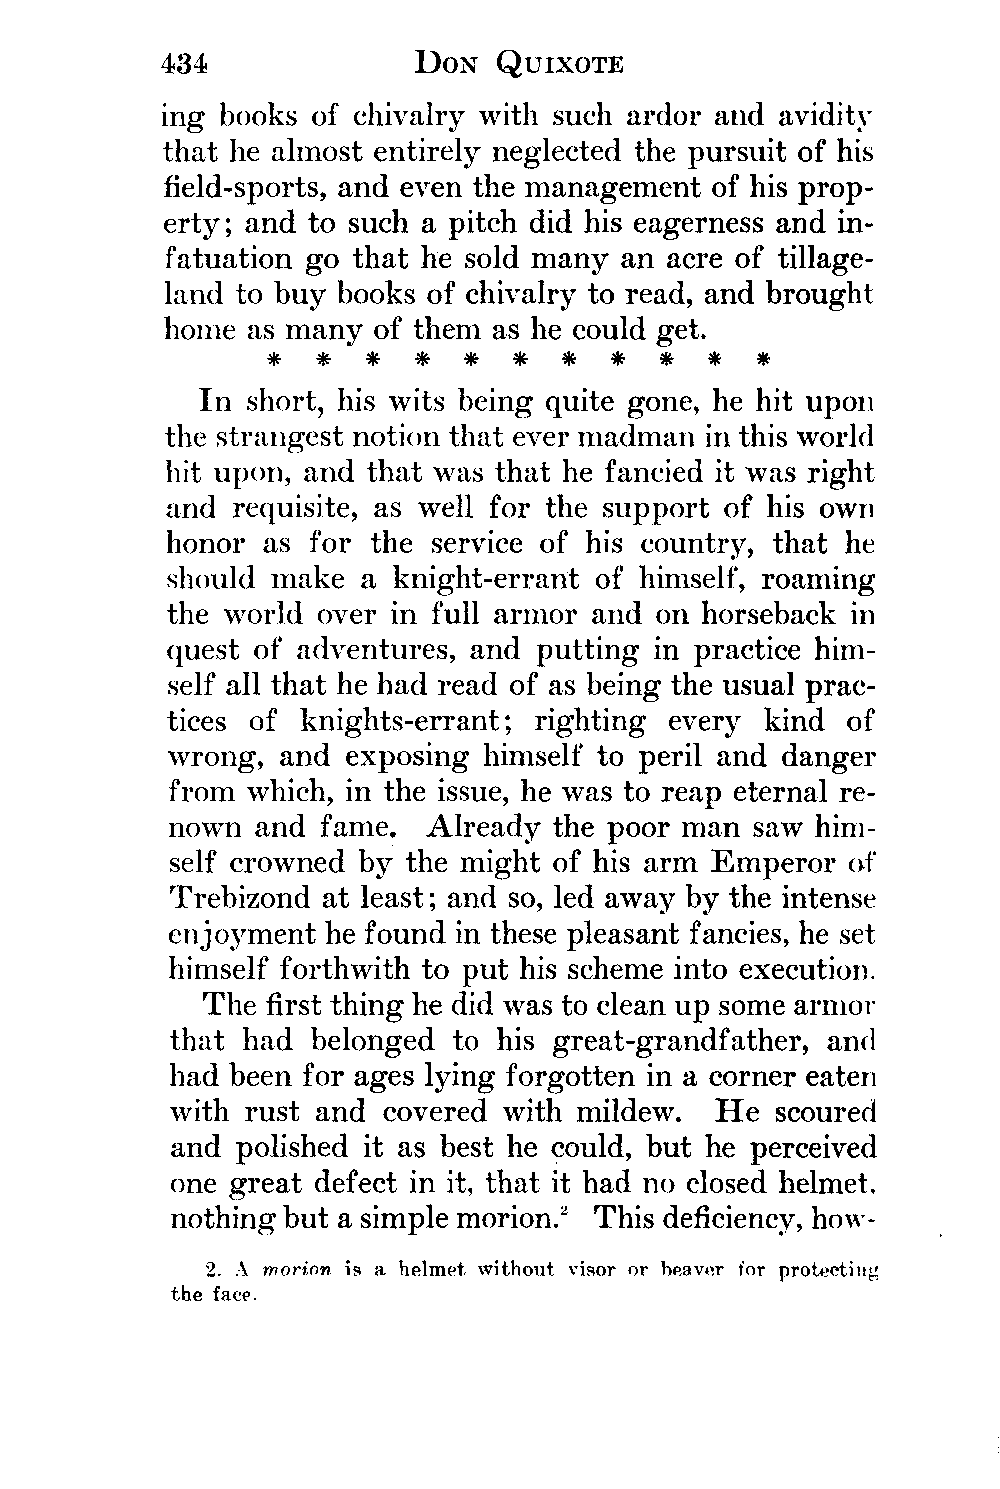 434 DON QUIXOTE
ing books of chivalry with such ardor and avidity
that he almost entirely neglected the pursuit of his
field-sports, and even the management of his prop-
erty; and to such a pitch did his eagerness and in-
fatuation go that he sold many an acre of tillage-
land to buy books of chivalry to read, and brought
home as many of them as he could get.
* * * * * * * * * * *
In short, his wits being quite gone, he hit upon
the strangest notion that ever madman in this world
hit upon, and that was that he fancied it was right
and requisite, as well for the support of his own
honor as for the service of his country, that he
should make a knight-errant of himself, roaming
the world over in full armor and on horseback in
quest of adventures, and putting in practice him-
self all that he had read of as being the usual prac-
tices of knights-errant; righting every kind of
wrong, and exposing himself to peril and danger
from which, in the issue, he was to reap eternal re-
nown and fame. Already the poor man saw him-
self crowned by the might of his arm Emperor of
Trebizond at least; and so, led away by the intense
enjoyment he found in these pleasant fancies, he set
himself forthwith to put his scheme into execution.
The first thing he did was to clean up some armor
that had belonged to his great-grandfather, and
had been for ages lying forgotten in a corner eaten
with rust and covered with mildew. He scoured
and polished it as best he could, but he perceived
one great defect in it, that it had no closed helmet.
nothing but a simple morion.² This deficiency, how-
2. A morion is a helmet without visor or beaver for protecting
the face.